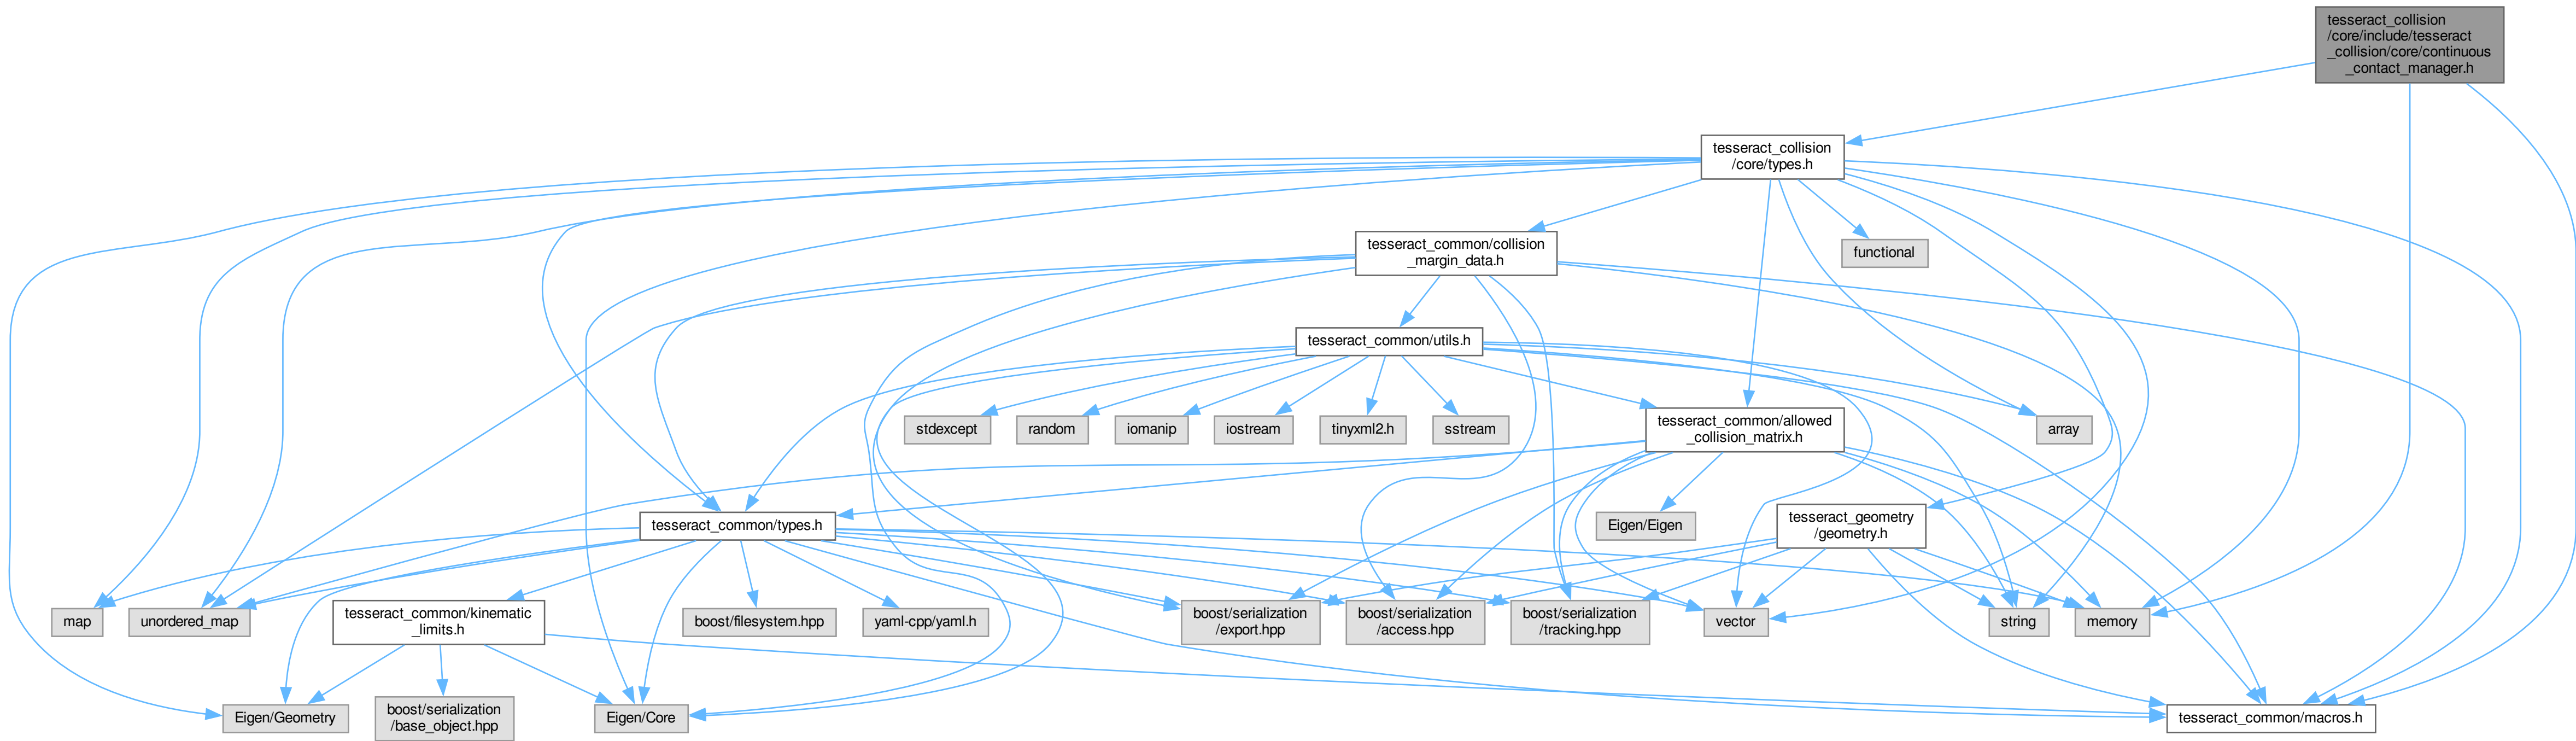 tesseract_collision
/core/include/tesseract
_collision/core/continuous
_contact_manager.h
tesseract_collision
/core/types.h
tesseract_common/collision
_margin_data.h
functional
tesseract_common/utils.h
stdexcept
random
iomanip
iostream
tinyxml2.h
sstream
tesseract_common/allowed
_collision_matrix.h
array
tesseract_common/types.h
Eigen/Eigen
tesseract_geometry
/geometry.h
map
unordered_map
tesseract_common/kinematic
_limits.h
boost/filesystem.hpp
yaml-cpp/yaml.h
boost/serialization
/export.hpp
boost/serialization
/access.hpp
boost/serialization
/tracking.hpp
vector
string
memory
Eigen/Geometry
boost/serialization
/base_object.hpp
Eigen/Core
tesseract_common/macros.h